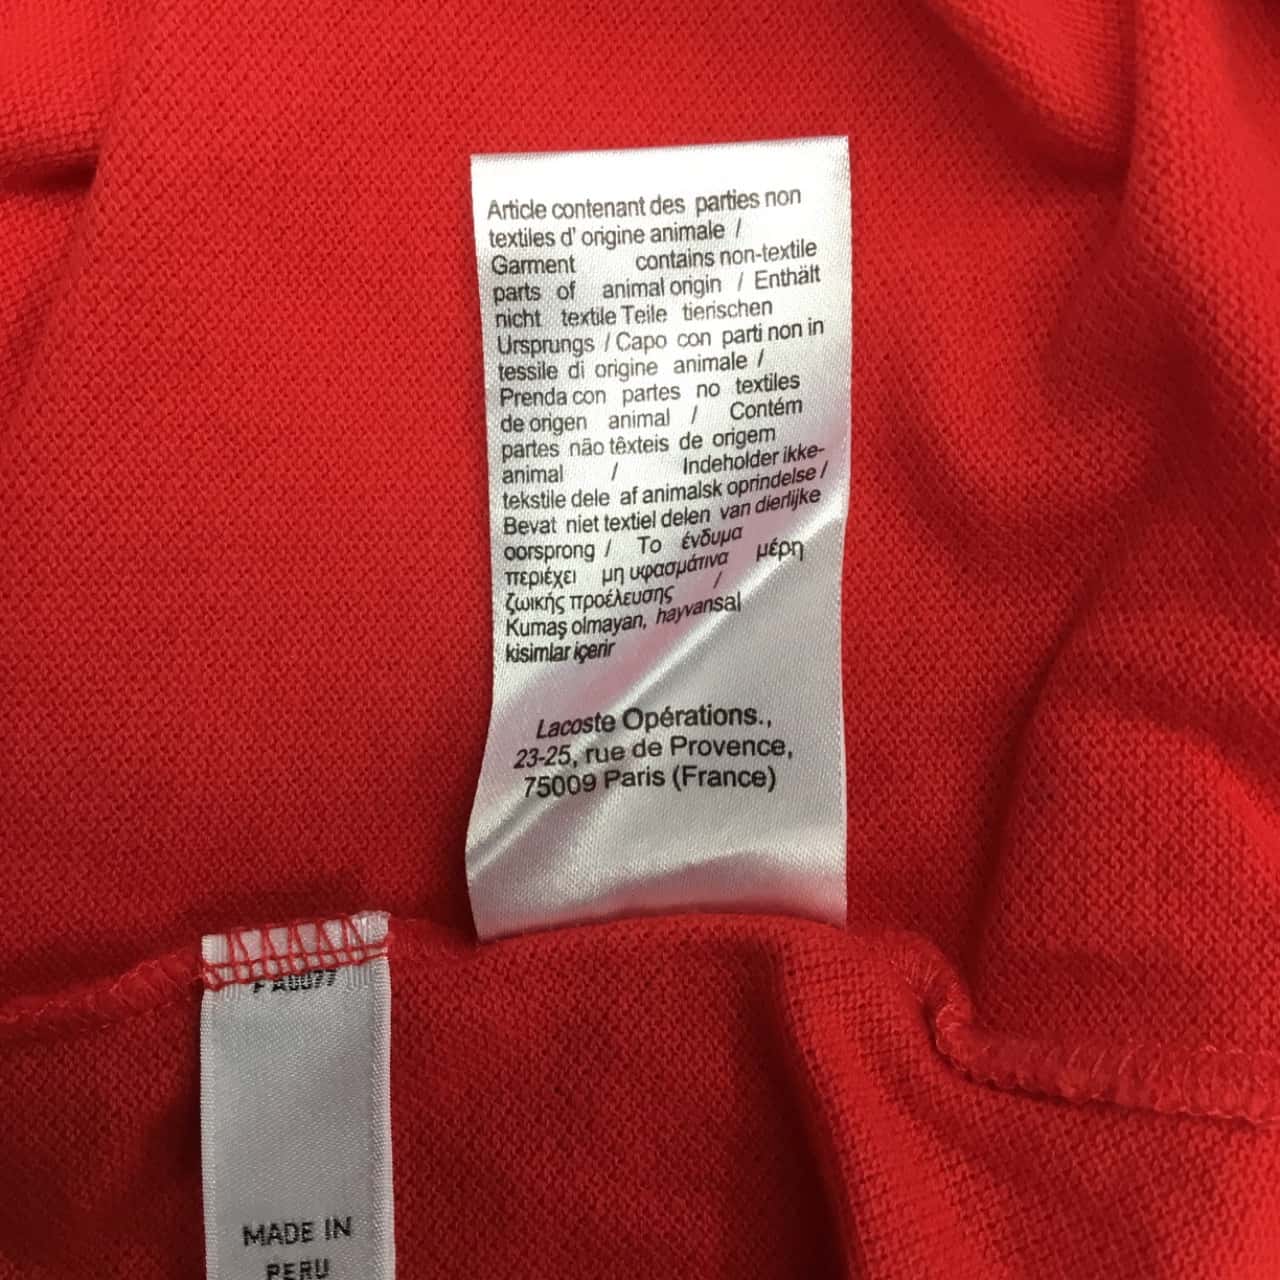 Article contenant des parties non
textiles d' origine animale /
Garment contains non-textile
parts of animal origin / Enthält
nicht textile Teile tierischen
Ursprungs / Capo con parti non in
tessile di origine animale /
Prenda con partes no textiles
de origen animal / Contém
partes não têxteis de origem
animal / Indeholder ikke-
tekstile dele af animalsk oprindelse /
Bevat niet textiel delen van dierlijke
oorsprong / Το ένδυμα
περιέχει μη υφασμάτινα μέρη
ζωικής προέλευσης /
Kumaş olmayan, hayvansal
kisimlar içerir
Lacoste Opérations.,
23-25, rue de Provence,
75009 Paris (France)
MADE IN
PERU